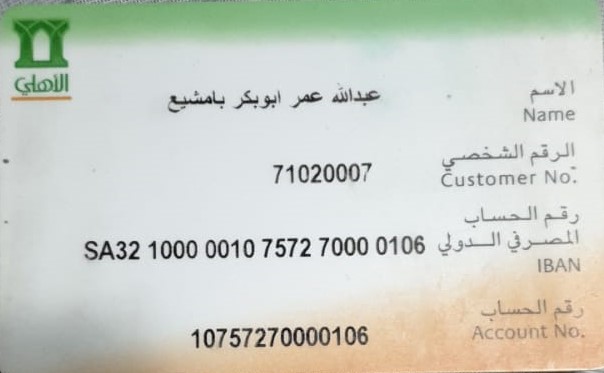 الأهلي
الاسم عبدالله عمر ابوبكر بامشيع
Name
الرقم الشخصي
Customer No. 71020007
رقم الحساب
المصرفي الدولي SA32 1000 0010 7572 7000 0106
IBAN
رقم الحساب
Account No. 10757270000106